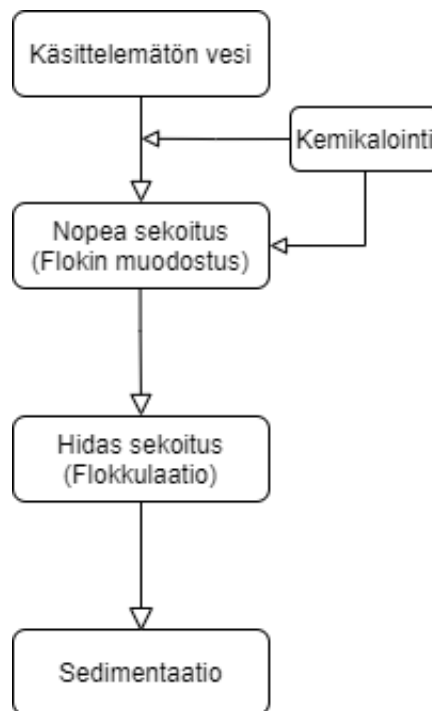 Käsittelemätön vesi
Kemikalointi
Nopea sekoitus
(Flokin muodostus)
Hidas sekoitus
(Flokkulaatio)
Sedimentaatio